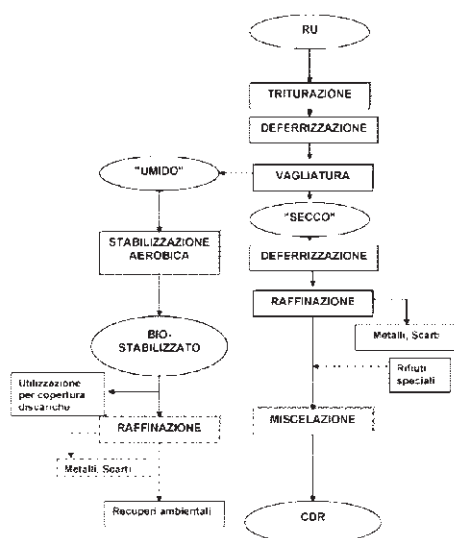 RU
TRITURAZIONE
DEFERRIZZAZIONE
"UMIDO"
VAGLIATURA
"SECCO"
STABILIZZAZIONE
AEROBICA
DEFERRIZZAZIONE
RAFFINAZIONE
BIO-
STABILIZZATO
Metalli, Scarti
Rifiuti
speciali
Utilizzazione
per copertura
discariche
RAFFINAZIONE
MISCELAZIONE
Metalli, Scarti
Recuperi ambientali
CDR